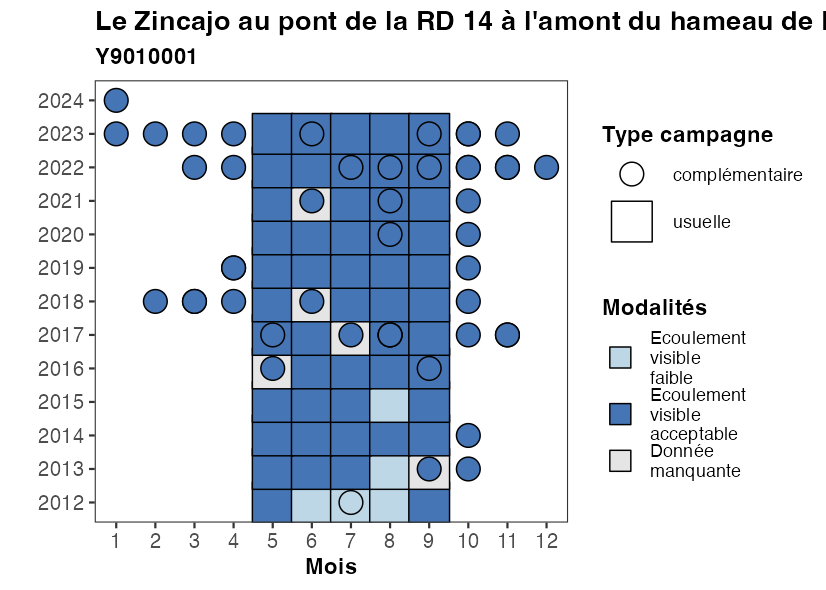 Le Zincajo au pont de la RD 14 à l'amont du hameau de
Y9010001
2024
2023
2022
2021
2020
2019
2018
2017
2016
2015
2014
2013
2012
1 2 3 4 5 6 7 8 9 10 11 12
Mois
Type campagne
complémentaire
usuelle
Modalités
Ecoulement
visible
faible
Ecoulement
visible
acceptable
Donnée
manquante